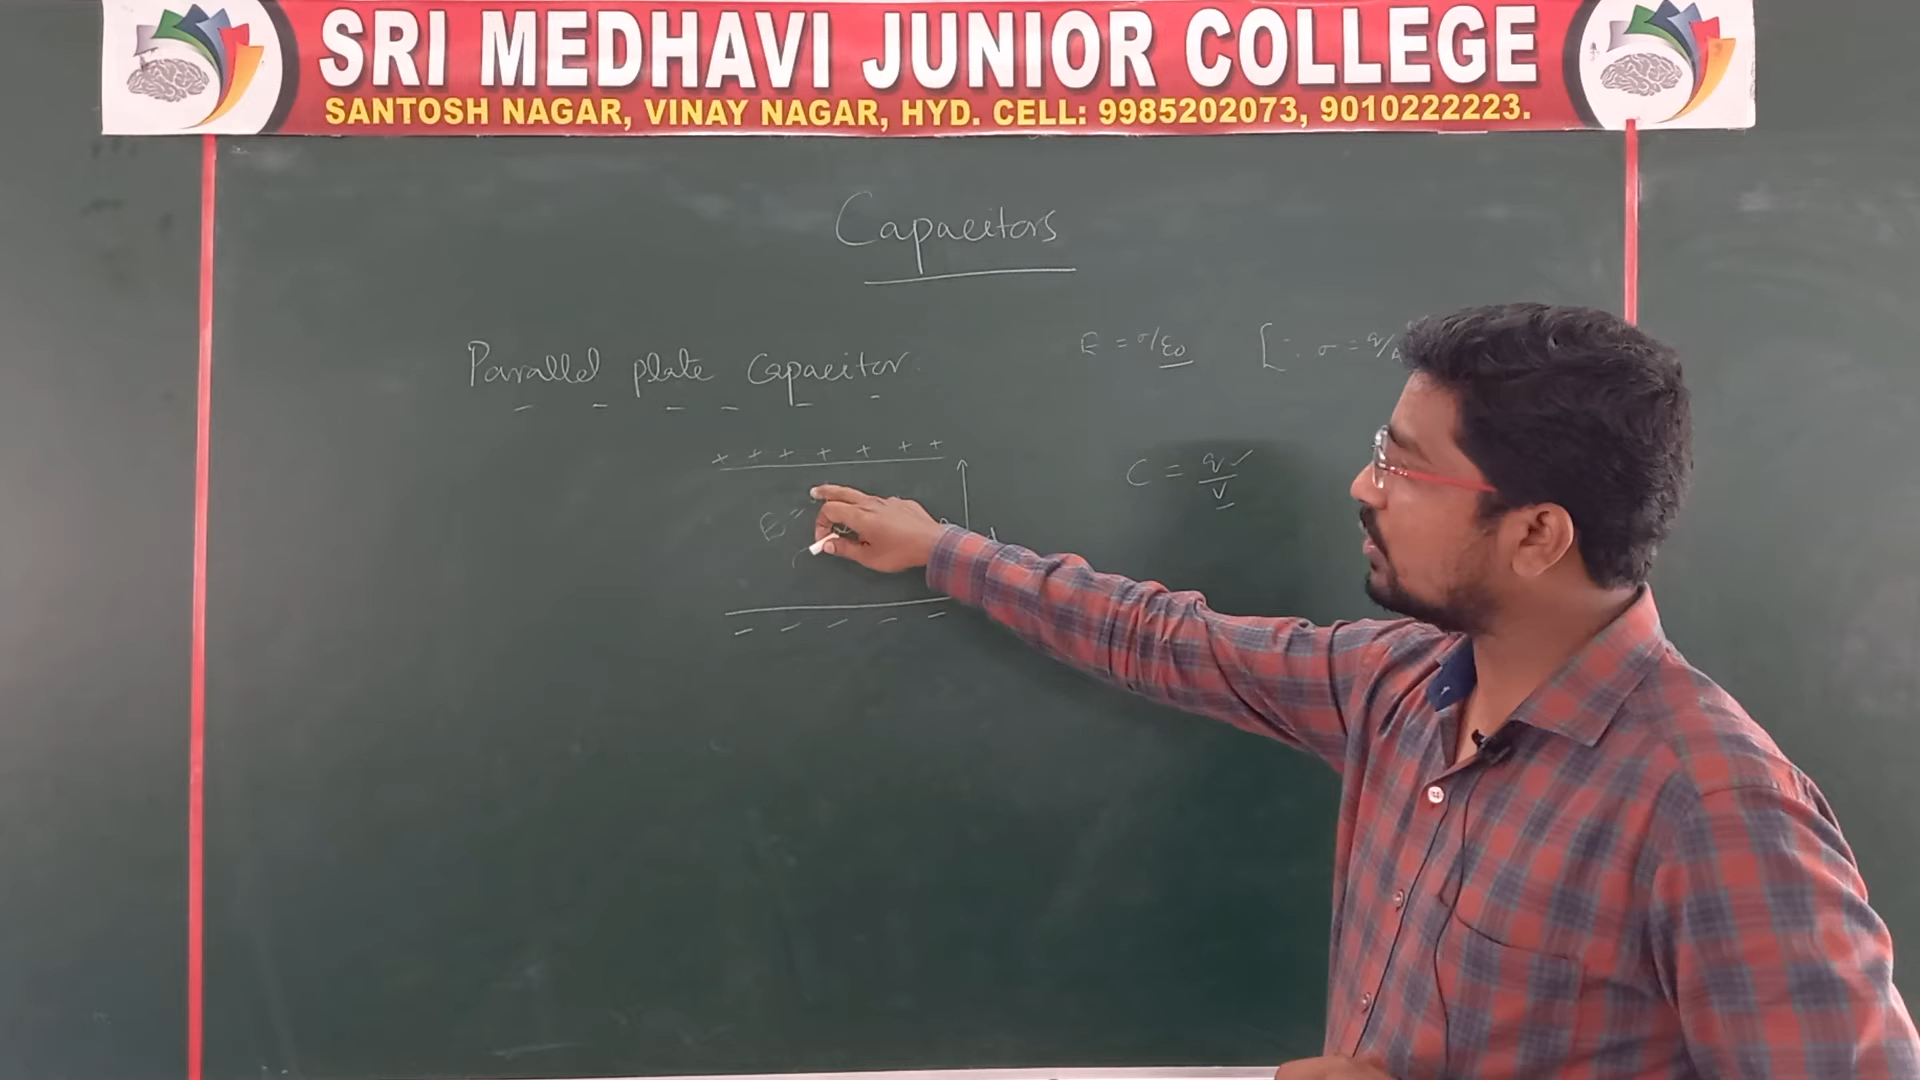 SRI MEDHAVI JUNIOR COLLEGE
SANTOSH NAGAR, VINAY NAGAR, HYD. CELL: 9985202073, 9010222223.
Capacitors
E = σ/ε0 [∵ σ = q/A
Parallel plate Capacitor.
+ + + + + + +
C = q/V
E =
- - - - -